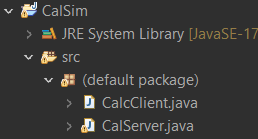 CalSim
JRE System Library [JavaSE-17
src
(default package)
CalcClient.java
CalServer.java